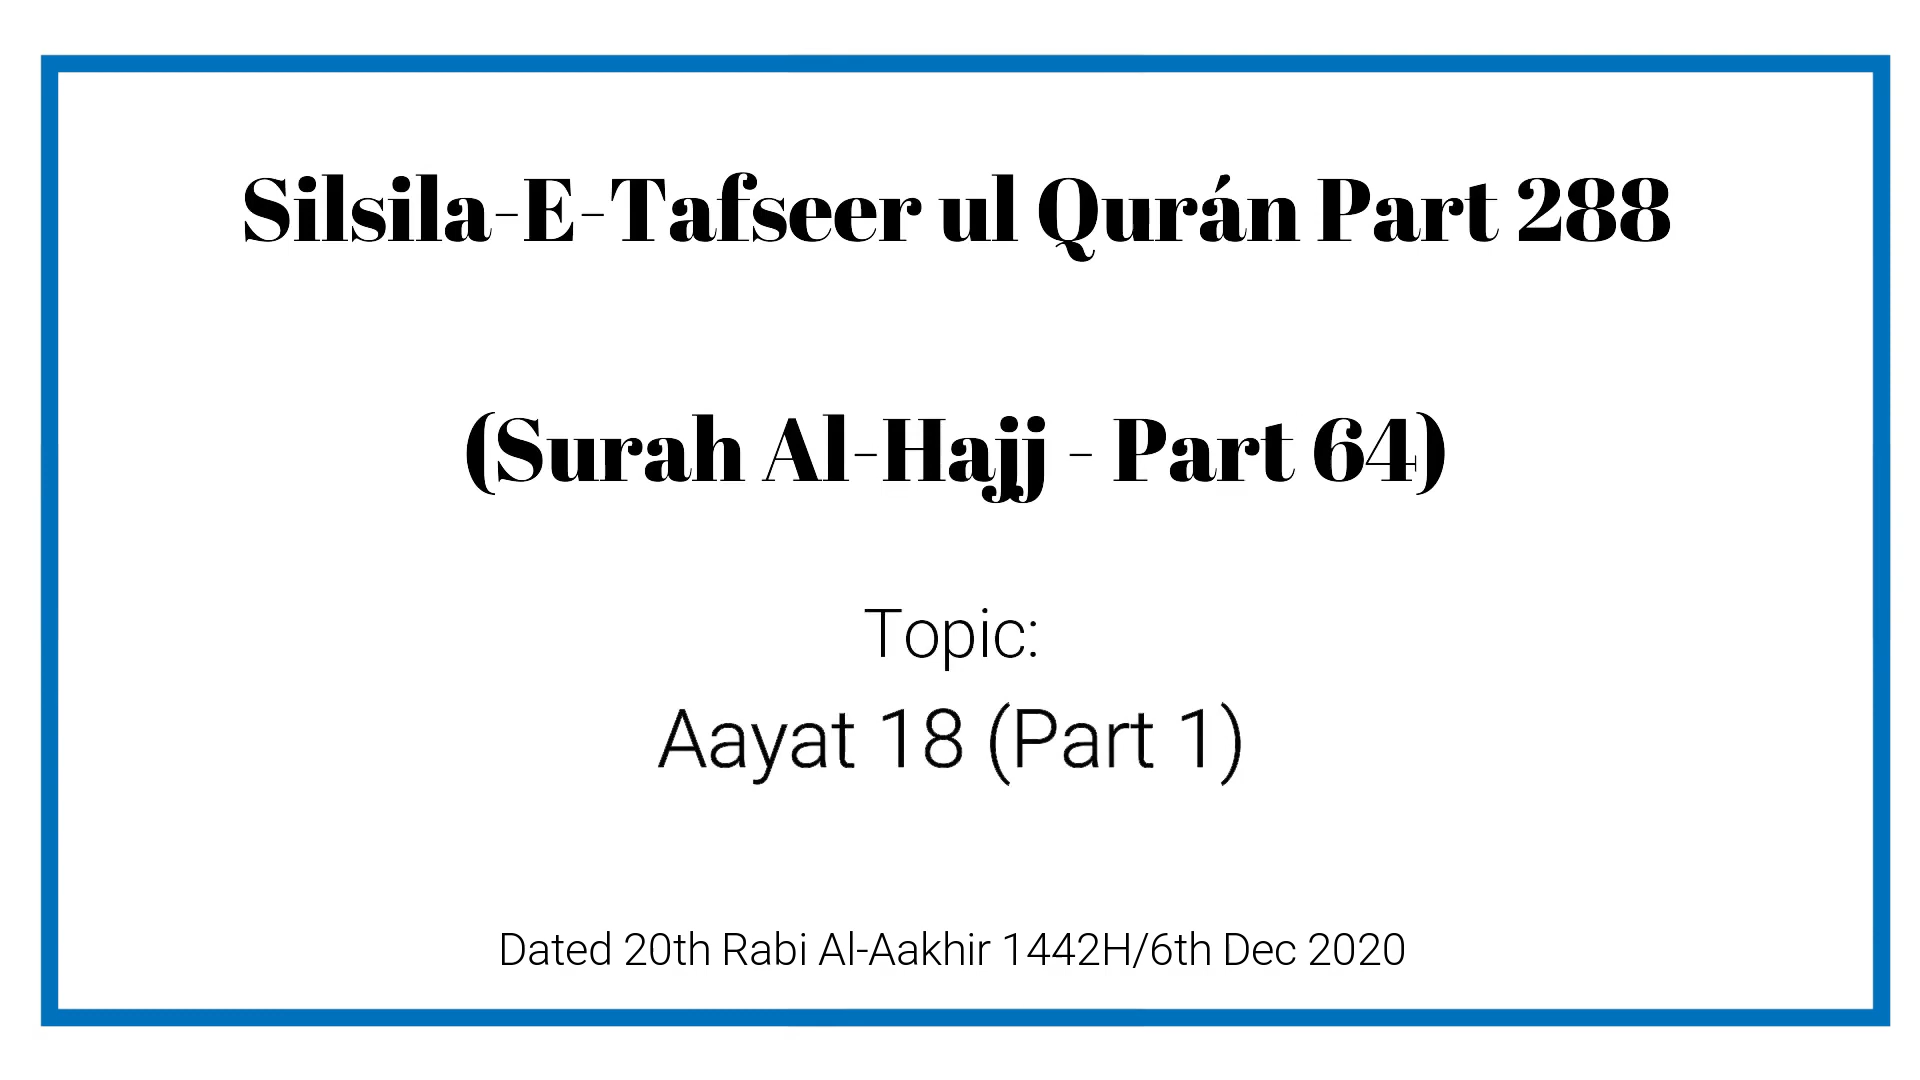 Silsila-E-Tafseer ul Qurán Part 288
(Surah Al-Hajj - Part 64)
Topic:
Aayat 18 (Part 1)
Dated 20th Rabi Al-Aakhir 1442H/6th Dec 2020